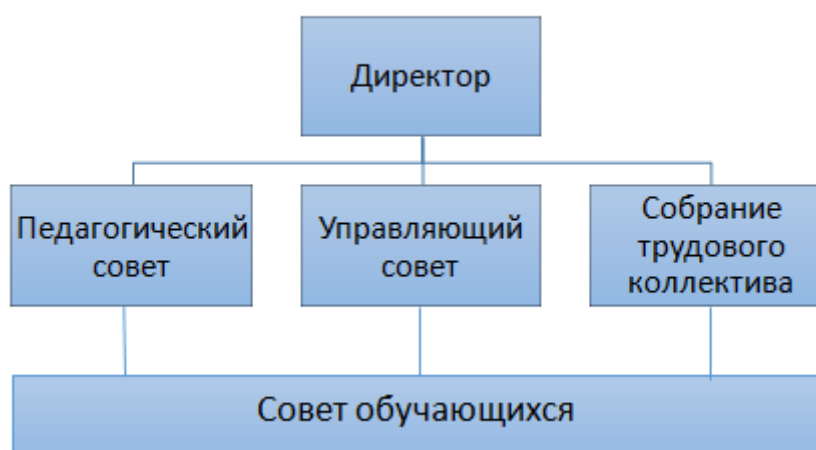 Директор
Педагогический
совет
Управляющий
совет
Собрание
трудового
коллектива
Совет обучающихся